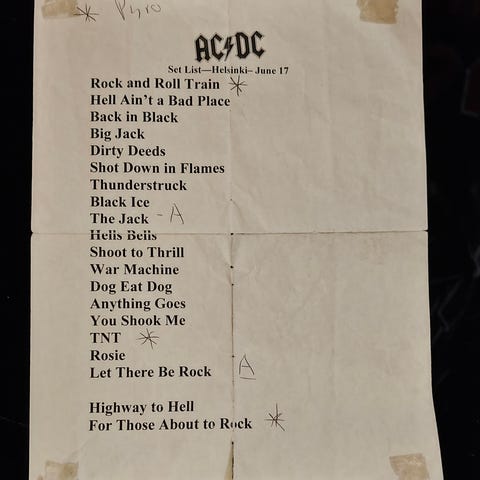 * Pyro
AC⚡DC
Set List—Helsinki– June 17
Rock and Roll Train *
Hell Ain't a Bad Place
Back in Black
Big Jack
Dirty Deeds
Shot Down in Flames
Thunderstruck
Black Ice
The Jack - A
Hells Bells
Shoot to Thrill
War Machine
Dog Eat Dog
Anything Goes
You Shook Me
TNT *
Rosie
Let There Be Rock A
Highway to Hell
For Those About to Rock *